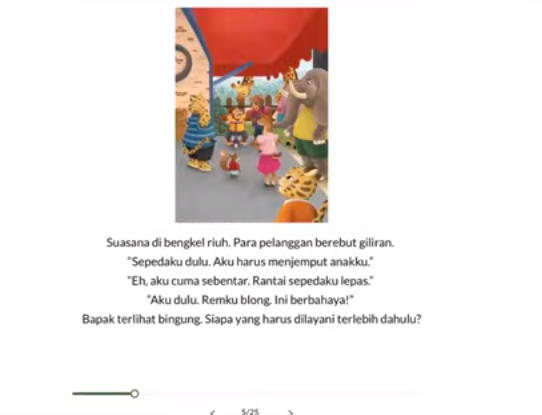 Suasana di bengkel riuh. Para pelanggan berebut giliran.
"Sepedaku dulu. Aku harus menjemput anakku."
"Eh, aku cuma sebentar. Rantai sepedaku lepas."
"Aku dulu. Remku blong. Ini berbahaya!"
Bapak terlihat bingung. Siapa yang harus dilayani terlebih dahulu?
5/25